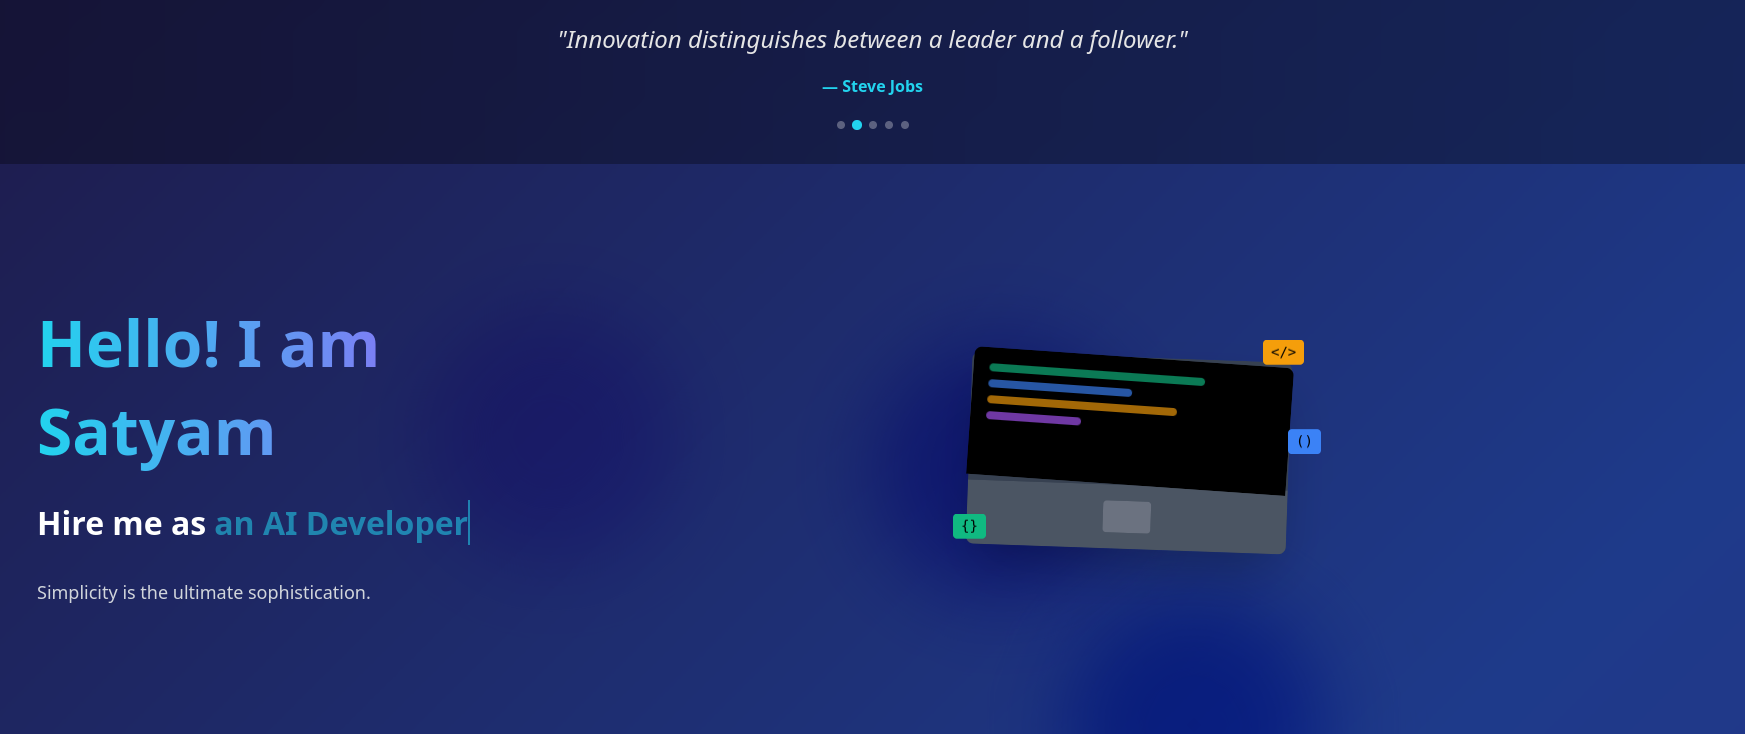 "Innovation distinguishes between a leader and a follower."
— Steve Jobs
Hello! I am
Satyam
Hire me as an AI Developer
Simplicity is the ultimate sophistication.
</>
()
{}